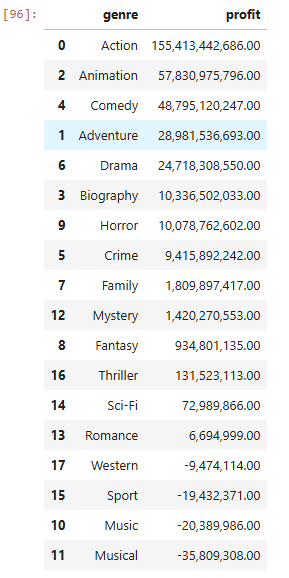 [96]: genre profit
0 Action 155,413,442,686.00
2 Animation 57,830,975,796.00
4 Comedy 48,795,120,247.00
1 Adventure 28,981,536,693.00
6 Drama 24,718,308,550.00
3 Biography 10,336,502,033.00
9 Horror 10,078,762,602.00
5 Crime 9,415,892,242.00
7 Family 1,809,897,417.00
12 Mystery 1,420,270,553.00
8 Fantasy 934,801,135.00
16 Thriller 131,523,113.00
14 Sci-Fi 72,989,866.00
13 Romance 6,694,999.00
17 Western -9,474,114.00
15 Sport -19,432,371.00
10 Music -20,389,986.00
11 Musical -35,809,308.00